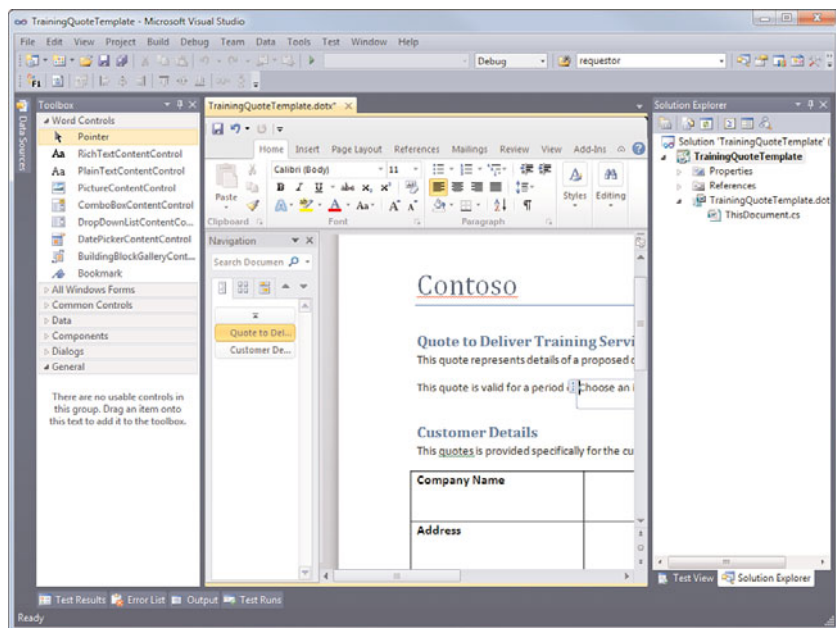 TrainingQuoteTemplate - Microsoft Visual Studio
File Edit View Project Build Debug Team Data Tools Test Window Help
Debug requestor
Toolbox
Data Sources
Word Controls
Pointer
RichTextContentControl
PlainTextContentControl
PictureContentControl
ComboBoxContentControl
DropDownListContentCo...
DatePickerContentControl
BuildingBlockGalleryCont...
Bookmark
All Windows Forms
Common Controls
Data
Components
Dialogs
General
There are no usable controls in
this group. Drag an item onto
this text to add it to the toolbox.
TrainingQuoteTemplate.dotx*
Home Insert Page Layout References Mailings Review View Add-Ins
Calibri (Body) 11
Paste
Styles Editing
Clipboard Font Paragraph
Navigation
Search Documen
Quote to Del...
Customer De...
Contoso
Quote to Deliver Training Servi
This quote represents details of a proposed
This quote is valid for a period Choose an
Customer Details
This quotes is provided specifically for the cu
Company Name
Address
Solution Explorer
Solution 'TrainingQuoteTemplate' (
TrainingQuoteTemplate
Properties
References
TrainingQuoteTemplate.dot
ThisDocument.cs
Test View Solution Explorer
Test Results Error List Output Test Runs
Ready